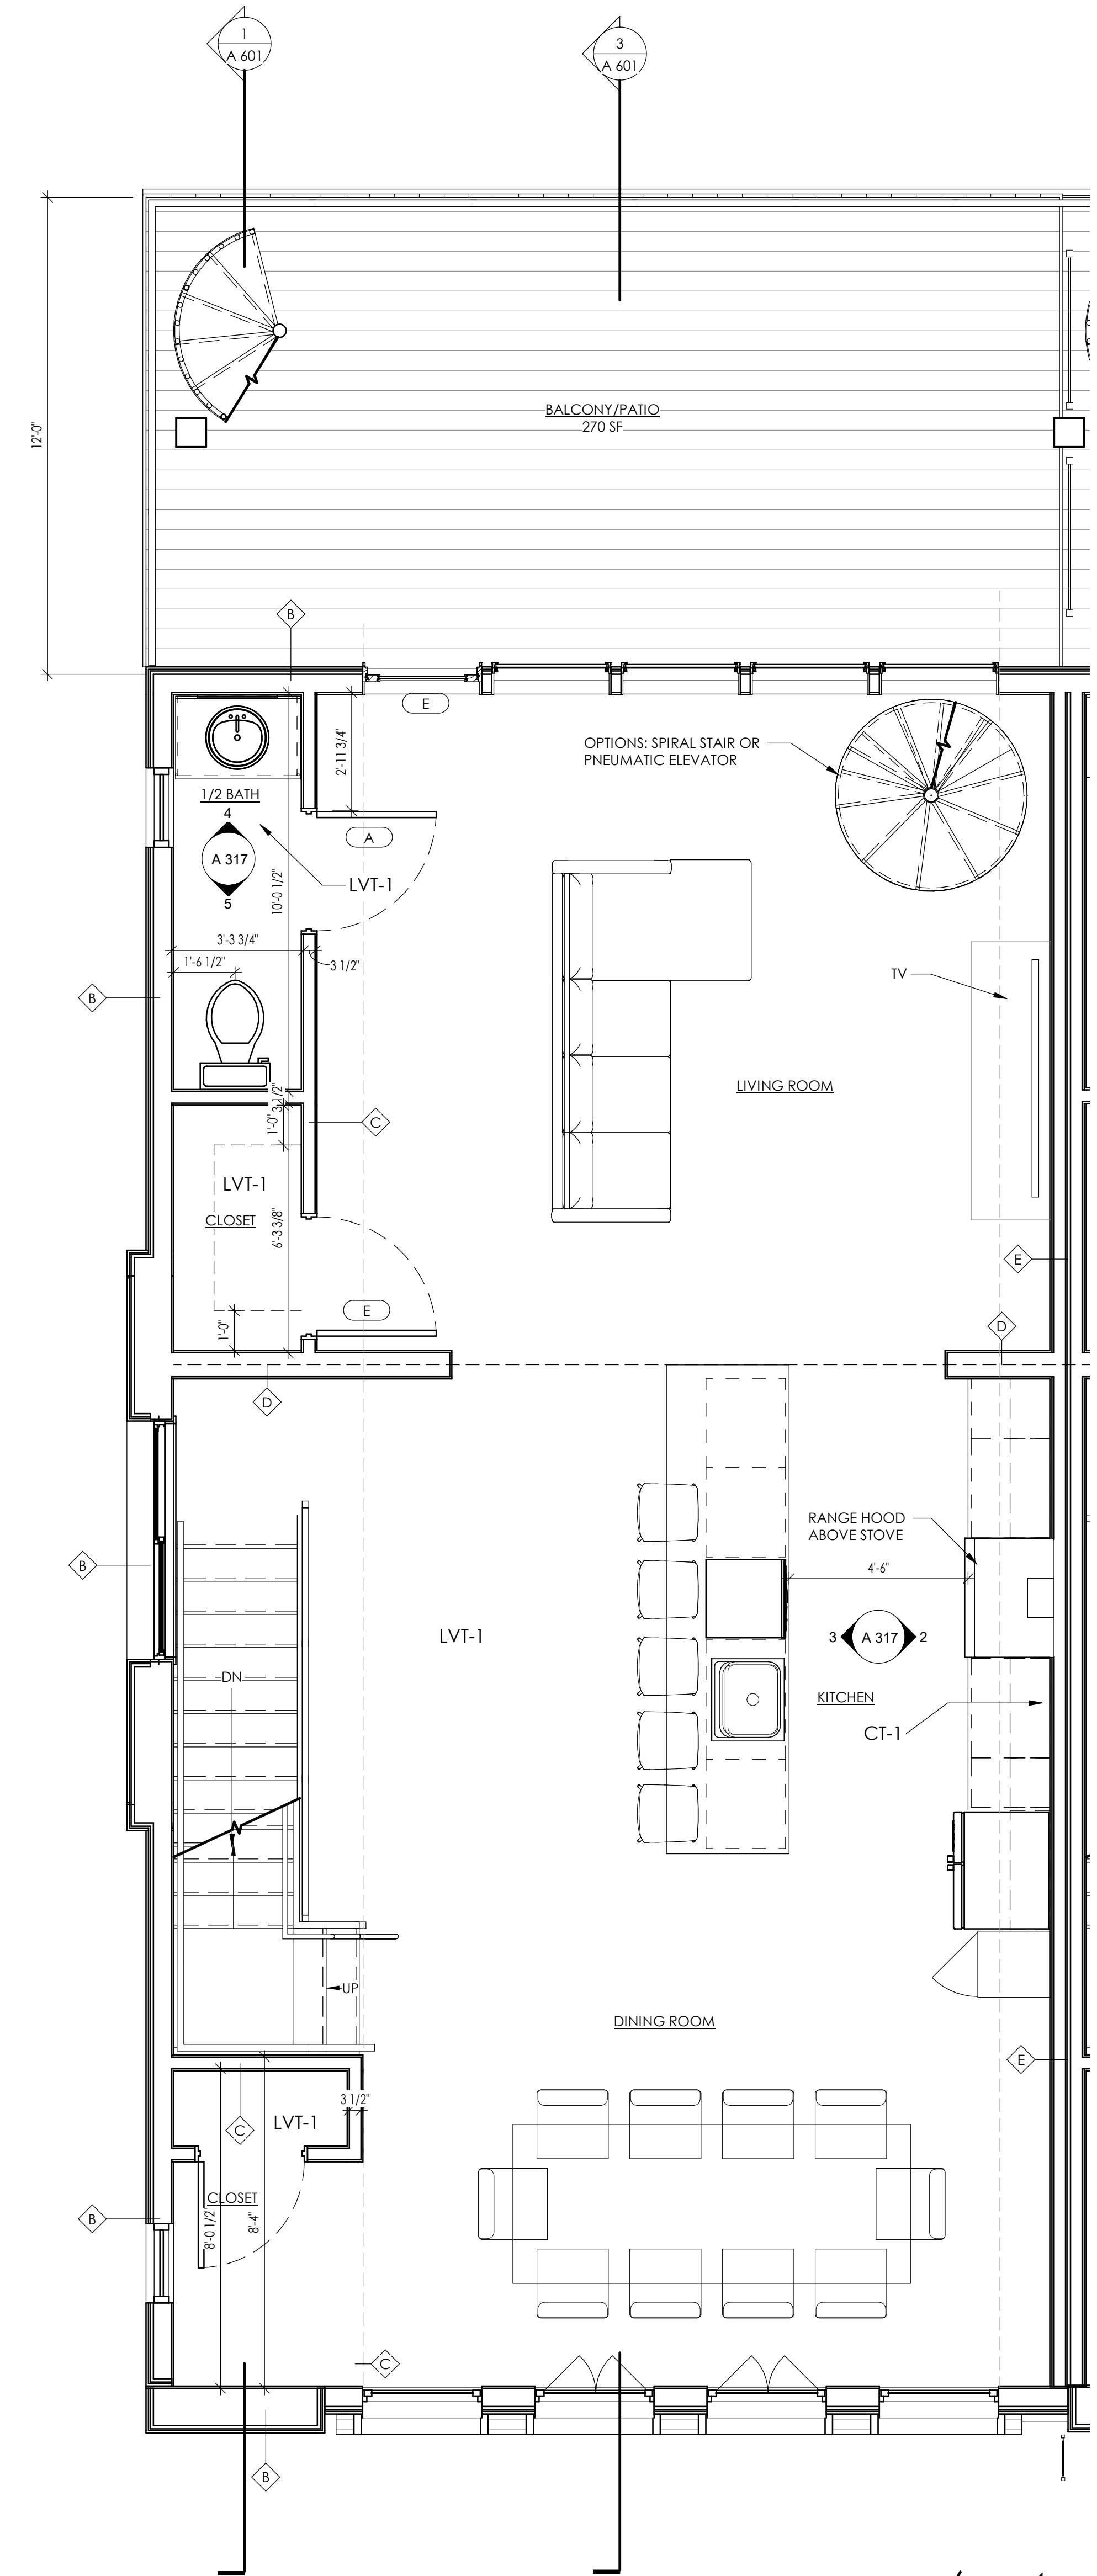 1
A 601
3
A 601
12'-0"
BALCONY/PATIO
270 SF
B
E
2'-11 3/4"
OPTIONS: SPIRAL STAIR OR
PNEUMATIC ELEVATOR
1/2 BATH
4
A
A 317
LVT-1
5
10'-0 1/2"
3'-3 3/4"
1'-6 1/2"
3 1/2"
TV
B
LIVING ROOM
3 1/2"
1'-0"
C
LVT-1
CLOSET
6'-3 3/8"
E
E
1'-0"
D
D
RANGE HOOD
ABOVE STOVE
B
4'-6"
LVT-1
3
A 317
2
DN
KITCHEN
CT-1
UP
DINING ROOM
E
3 1/2"
LVT-1
C
CLOSET
B
8'-0 1/2"
8'-4"
C
B